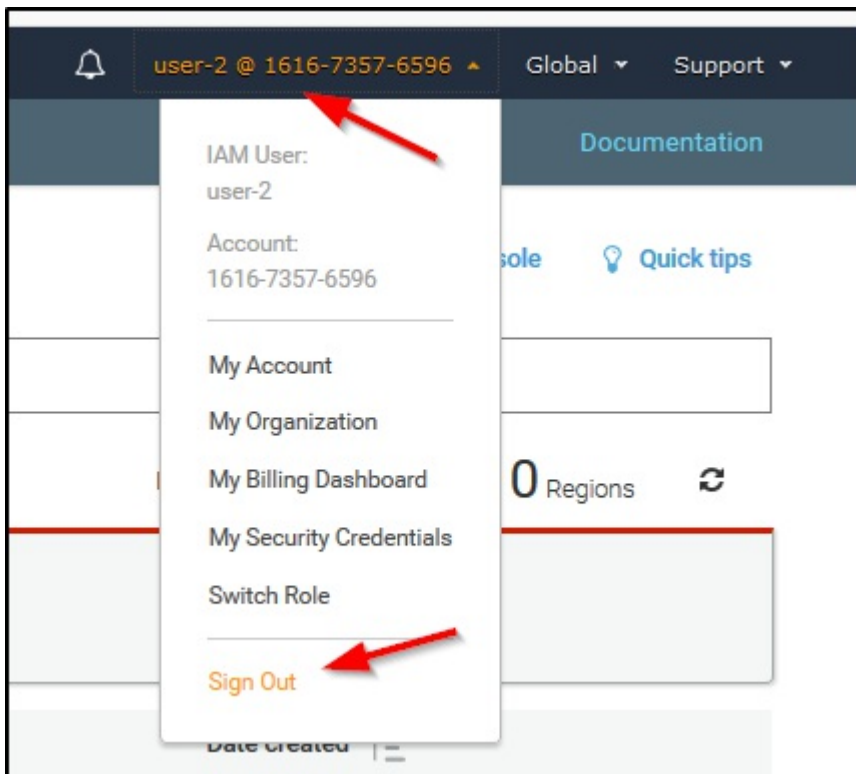 user-2 @ 1616-7357-6596 Global Support
Documentation
IAM User:
user-2
Account:
1616-7357-6596
sole Quick tips
My Account
My Organization
My Billing Dashboard
0 Regions
My Security Credentials
Switch Role
Sign Out
Date created